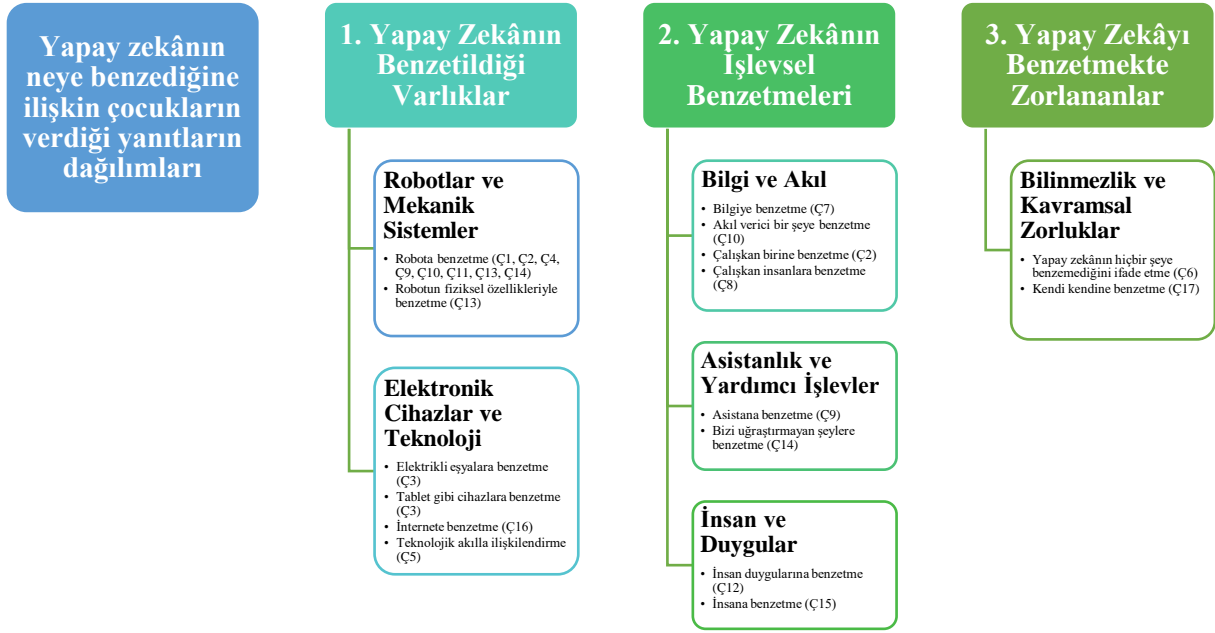 Yapay zekânın
neye benzediğine
ilişkin çocukların
verdiği yanıtların
dağılımları
1. Yapay Zekânın
Benzetildiği
Varlıklar
Robotlar ve
Mekanik
Sistemler
• Robota benzetme (Ç1, Ç2, Ç4,
Ç9, Ç10, Ç11, Ç13, Ç14)
• Robotun fiziksel özellikleriyle
benzetme (Ç13)
Elektronik
Cihazlar ve
Teknoloji
• Elektrikli eşyalara benzetme
(Ç3)
• Tablet gibi cihazlara benzetme
(Ç3)
• İnternete benzetme (Ç16)
• Teknolojik akılla ilişkilendirme
(Ç5)
2. Yapay Zekânın
İşlevsel
Benzetmeleri
Bilgi ve Akıl
• Bilgiye benzetme (Ç7)
• Akıl verici bir şeye benzetme
(Ç10)
• Çalışkan birine benzetme (Ç2)
• Çalışkan insanlara benzetme
(Ç8)
Asistanlık ve
Yardımcı İşlevler
• Asistana benzetme (Ç9)
• Bizi uğraştırmayan şeylere
benzetme (Ç14)
İnsan ve
Duygular
• İnsan duygularına benzetme
(Ç12)
• İnsana benzetme (Ç15)
3. Yapay Zekâyı
Benzetmekte
Zorlananlar
Bilinmezlik ve
Kavramsal
Zorluklar
• Yapay zekânın hiçbir şeye
benzemediğini ifade etme (Ç6)
• Kendi kendine benzetme (Ç17)